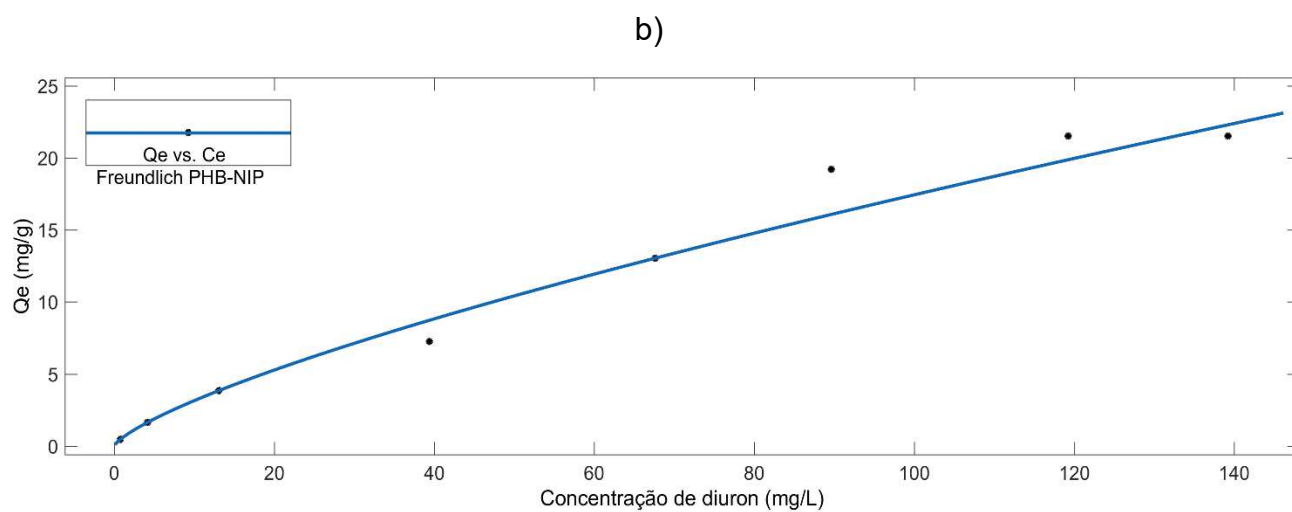 b)
25
20
15
10
5
0
Qe (mg/g)
Qe vs. Ce
Freundlich PHB-NIP
0 20 40 60 80 100 120 140
Concentração de diuron (mg/L)